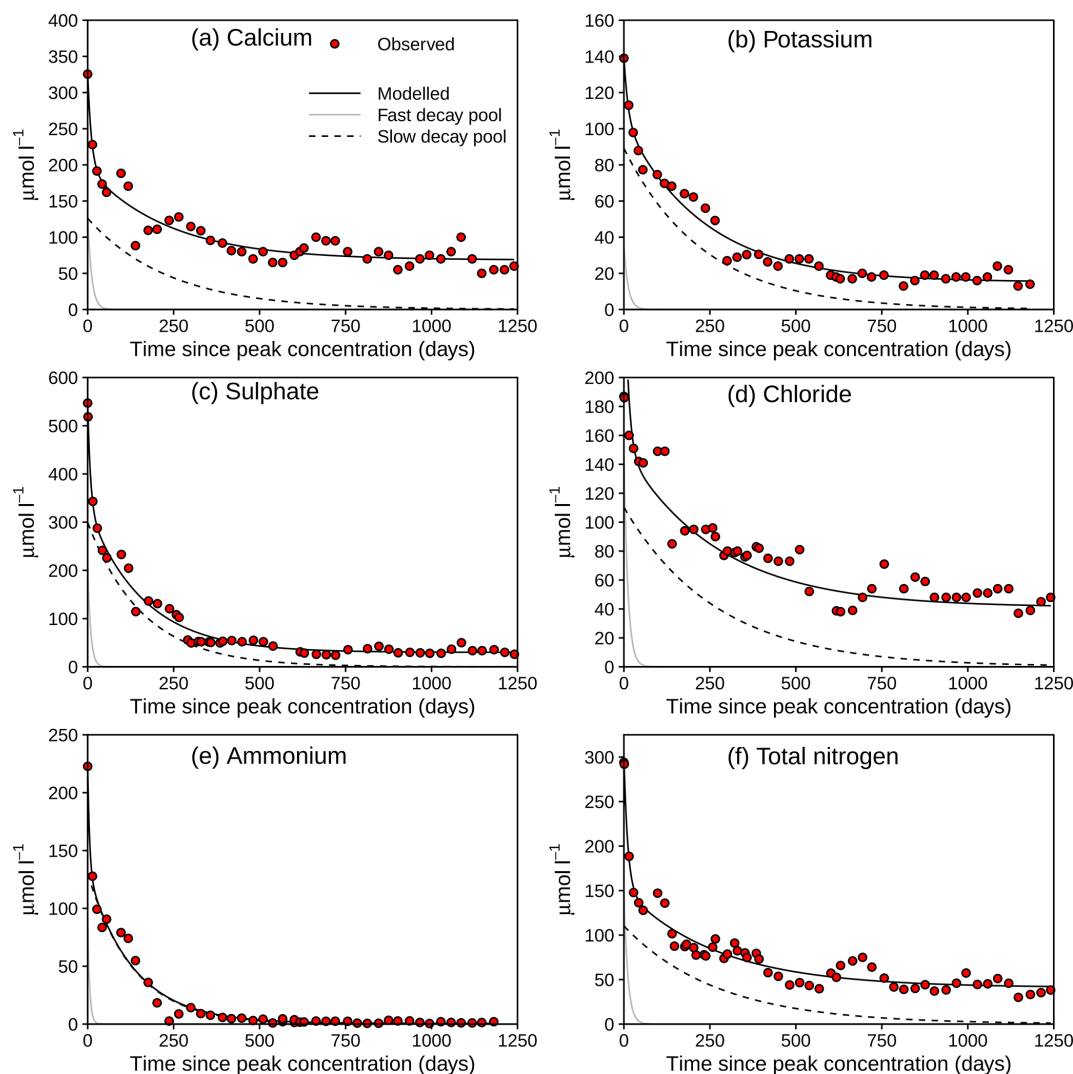 (a) Calcium
Observed
Modelled
Fast decay pool
Slow decay pool
400
350
300
250
200
150
100
50
0
µmol l⁻¹
0 250 500 750 1000 1250
Time since peak concentration (days)
(b) Potassium
160
140
120
100
80
60
40
20
0
µmol l⁻¹
0 250 500 750 1000 1250
Time since peak concentration (days)
(c) Sulphate
600
500
400
300
200
100
0
µmol l⁻¹
0 250 500 750 1000 1250
Time since peak concentration (days)
(d) Chloride
200
180
160
140
120
100
80
60
40
20
0
µmol l⁻¹
0 250 500 750 1000 1250
Time since peak concentration (days)
(e) Ammonium
250
200
150
100
50
0
µmol l⁻¹
0 250 500 750 1000 1250
Time since peak concentration (days)
(f) Total nitrogen
300
250
200
150
100
50
0
µmol l⁻¹
0 250 500 750 1000 1250
Time since peak concentration (days)